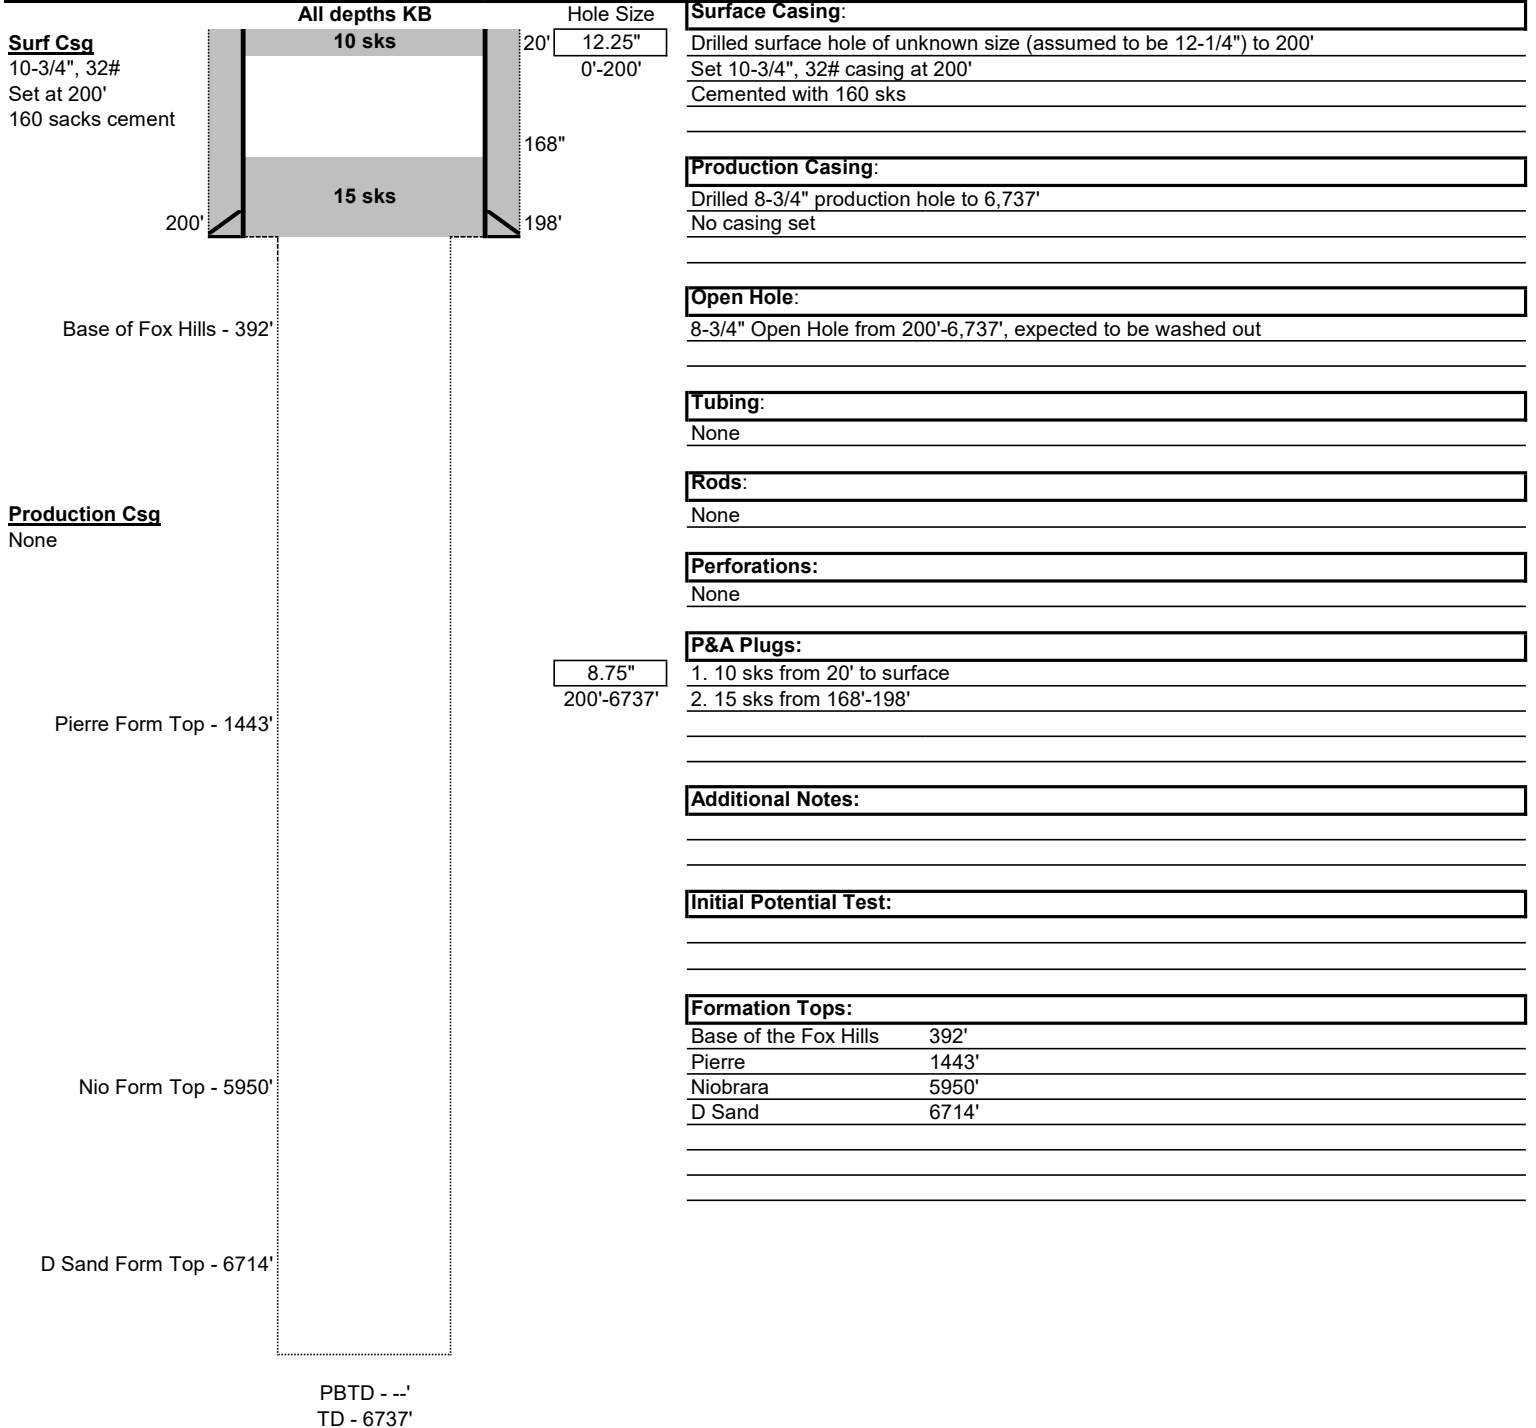 All depths KB
Hole Size
Surf Csg
10 sks
20'
12.25"
10-3/4", 32#
0'-200'
Set at 200'
160 sacks cement
168"
15 sks
200'
198'
Base of Fox Hills - 392'
Production Csg
None
8.75"
200'-6737'
Pierre Form Top - 1443'
Nio Form Top - 5950'
D Sand Form Top - 6714'
PBTD - --'
TD - 6737'
Surface Casing:
Drilled surface hole of unknown size (assumed to be 12-1/4") to 200'
Set 10-3/4", 32# casing at 200'
Cemented with 160 sks
Production Casing:
Drilled 8-3/4" production hole to 6,737'
No casing set
Open Hole:
8-3/4" Open Hole from 200'-6,737', expected to be washed out
Tubing:
None
Rods:
None
Perforations:
None
P&A Plugs:
1. 10 sks from 20' to surface
2. 15 sks from 168'-198'
Additional Notes:
Initial Potential Test:
Formation Tops:
Base of the Fox Hills 392'
Pierre 1443'
Niobrara 5950'
D Sand 6714'